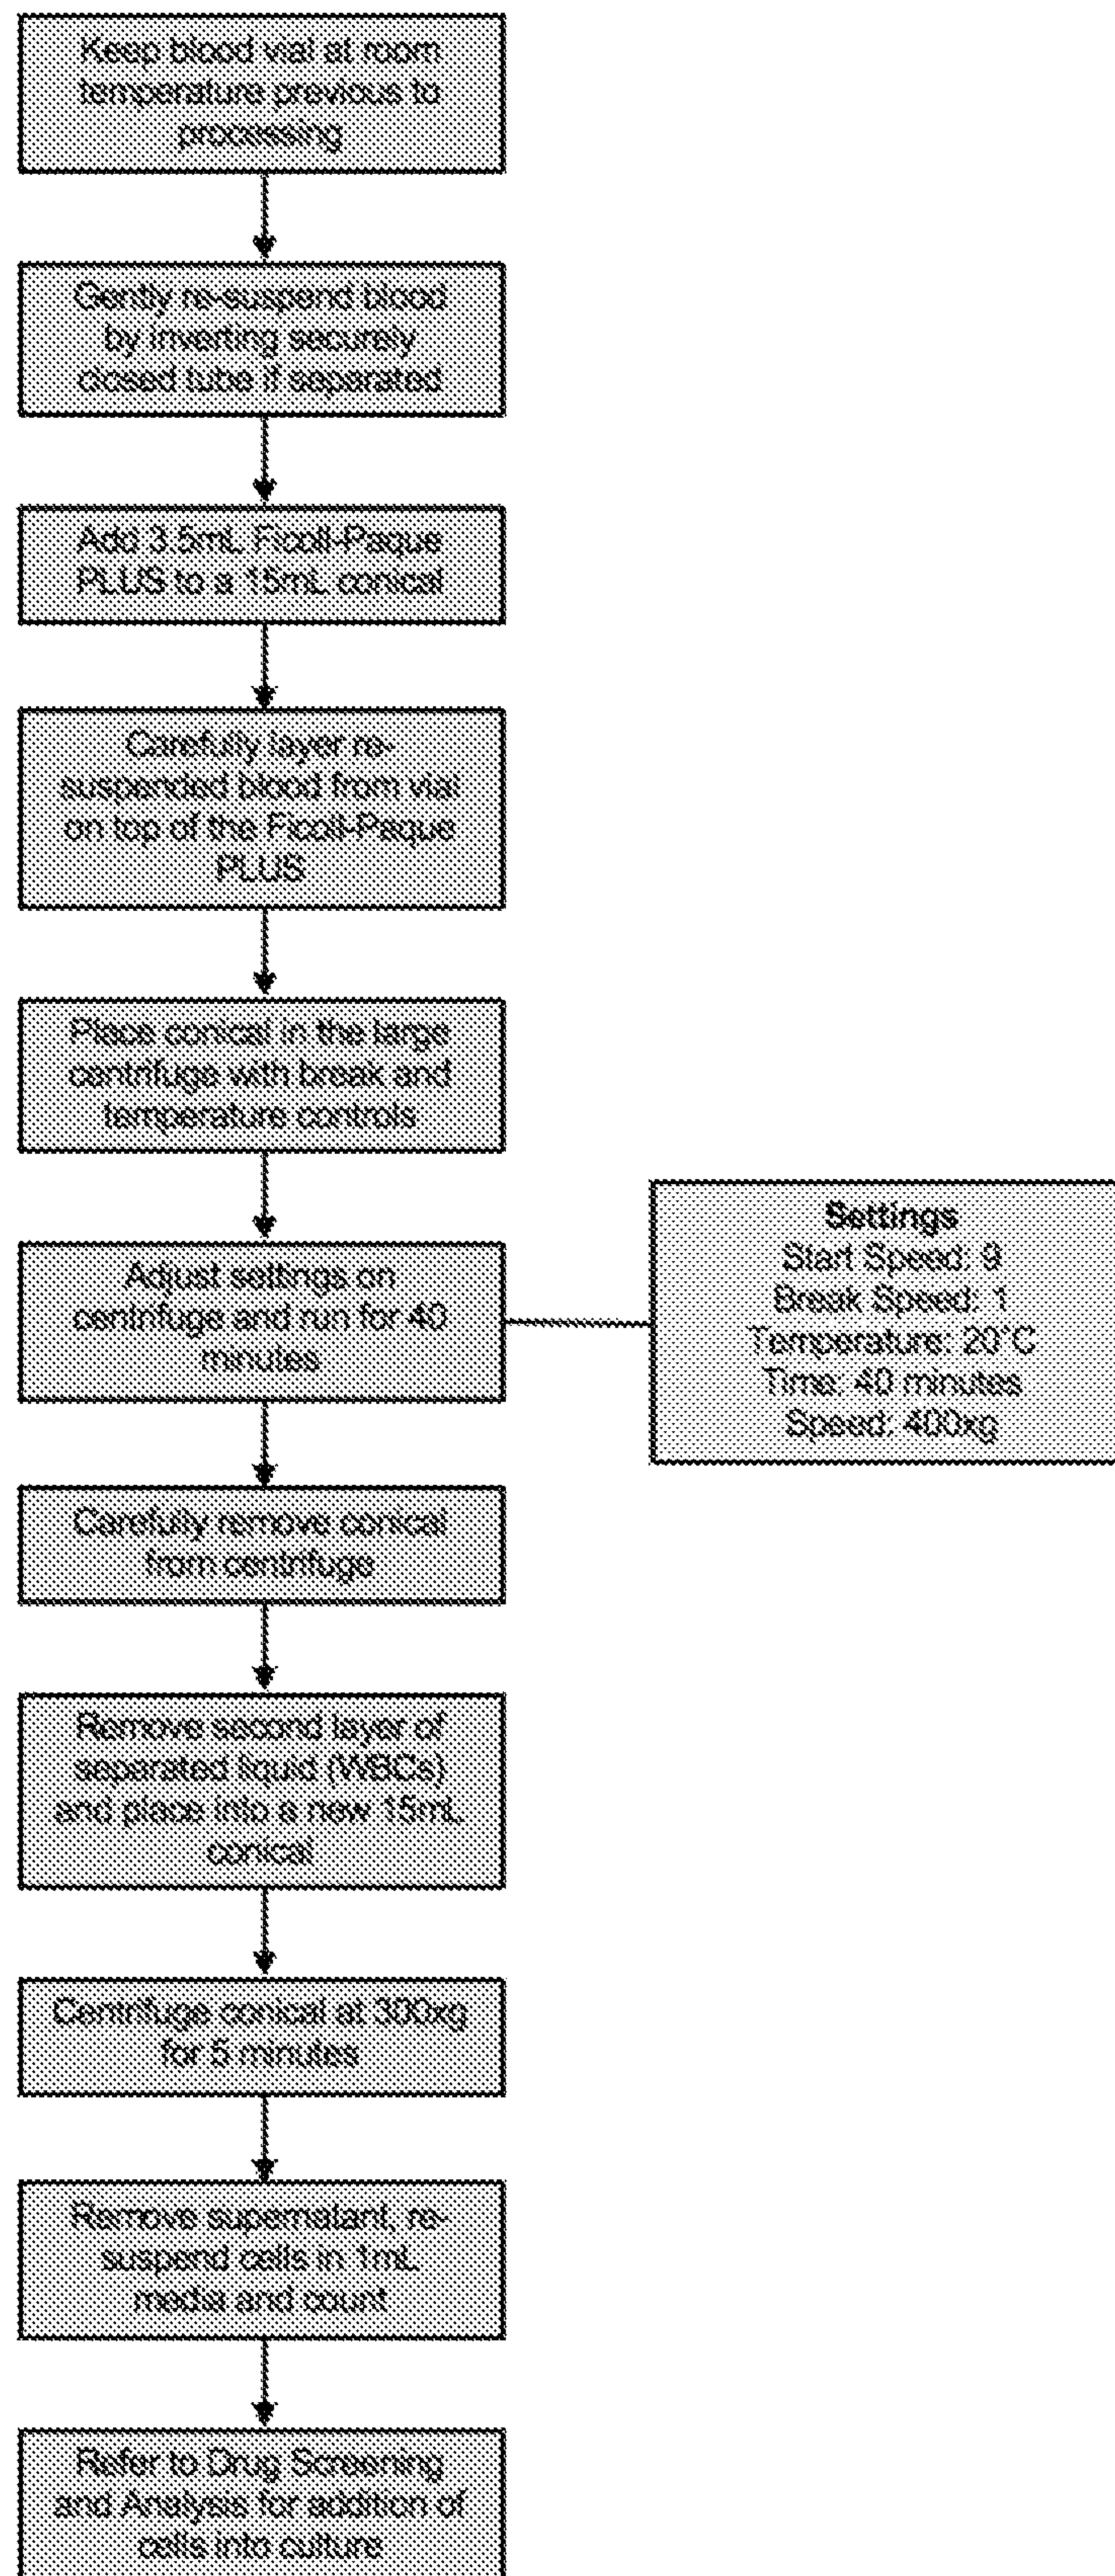 Keep blood vial at room
temperature previous to
processing
Gently re-suspend blood
by inverting securely
closed tube if separated
Add 3.5mL Ficoll-Paque
PLUS to a 15mL conical
Carefully layer re-
suspended blood from vial
on top of the Ficoll-Paque
PLUS
Place conical in the large
centrifuge with break and
temperature controls
Adjust settings on
centrifuge and run for 40
minutes
Settings
Start Speed: 9
Break Speed: 1
Temperature: 20°C
Time: 40 minutes
Speed: 400xg
Carefully remove conical
from centrifuge
Remove second layer of
separated liquid (WBCs)
and place into a new 15mL
conical
Centrifuge conical at 300xg
for 5 minutes
Remove supernatant, re-
suspend cells in 1mL
media and count
Refer to Drug Screening
and Analysis for addition of
cells into culture